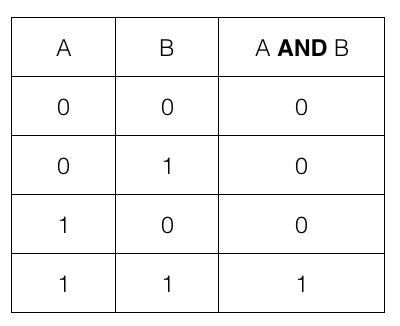 A B A AND B
0 0 0
0 1 0
1 0 0
1 1 1